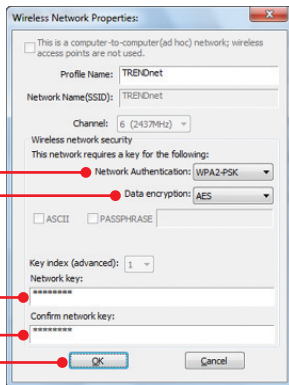 Wireless Network Properties:
This is a computer-to-computer(ad hoc) network; wireless
access points are not used.
Profile Name: TRENDnet
Network Name(SSID): TRENDnet
Channel: 6 (2437MHz)
Wireless network security
This network requires a key for the following:
Network Authentication: WPA2-PSK
Data encryption: AES
ASCII PASSPHRASE
Key index (advanced): 1
Network key:
********
Confirm network key:
********
OK Cancel